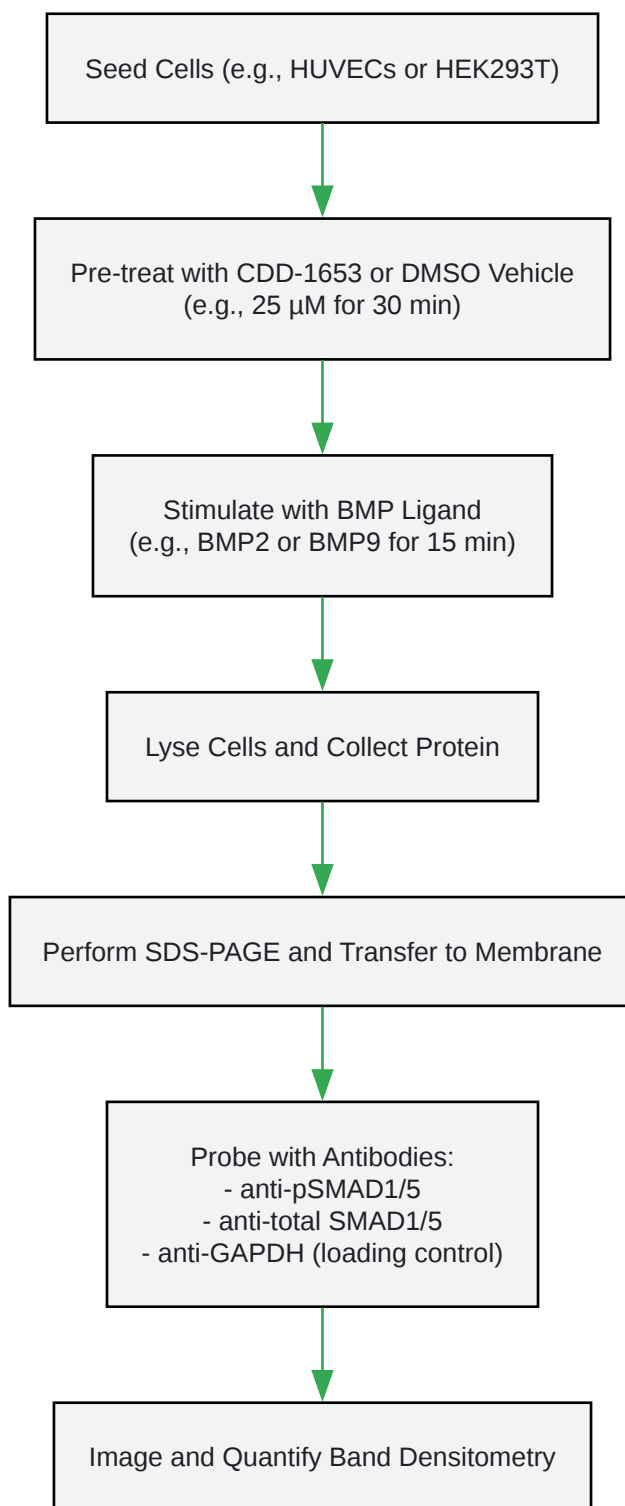 Seed Cells (e.g., HUVECs or HEK293T)
Pre-treat with CDD-1653 or DMSO Vehicle
(e.g., 25 µM for 30 min)
Stimulate with BMP Ligand
(e.g., BMP2 or BMP9 for 15 min)
Lyse Cells and Collect Protein
Perform SDS-PAGE and Transfer to Membrane
Probe with Antibodies:
- anti-pSMAD1/5
- anti-total SMAD1/5
- anti-GAPDH (loading control)
Image and Quantify Band Densitometry